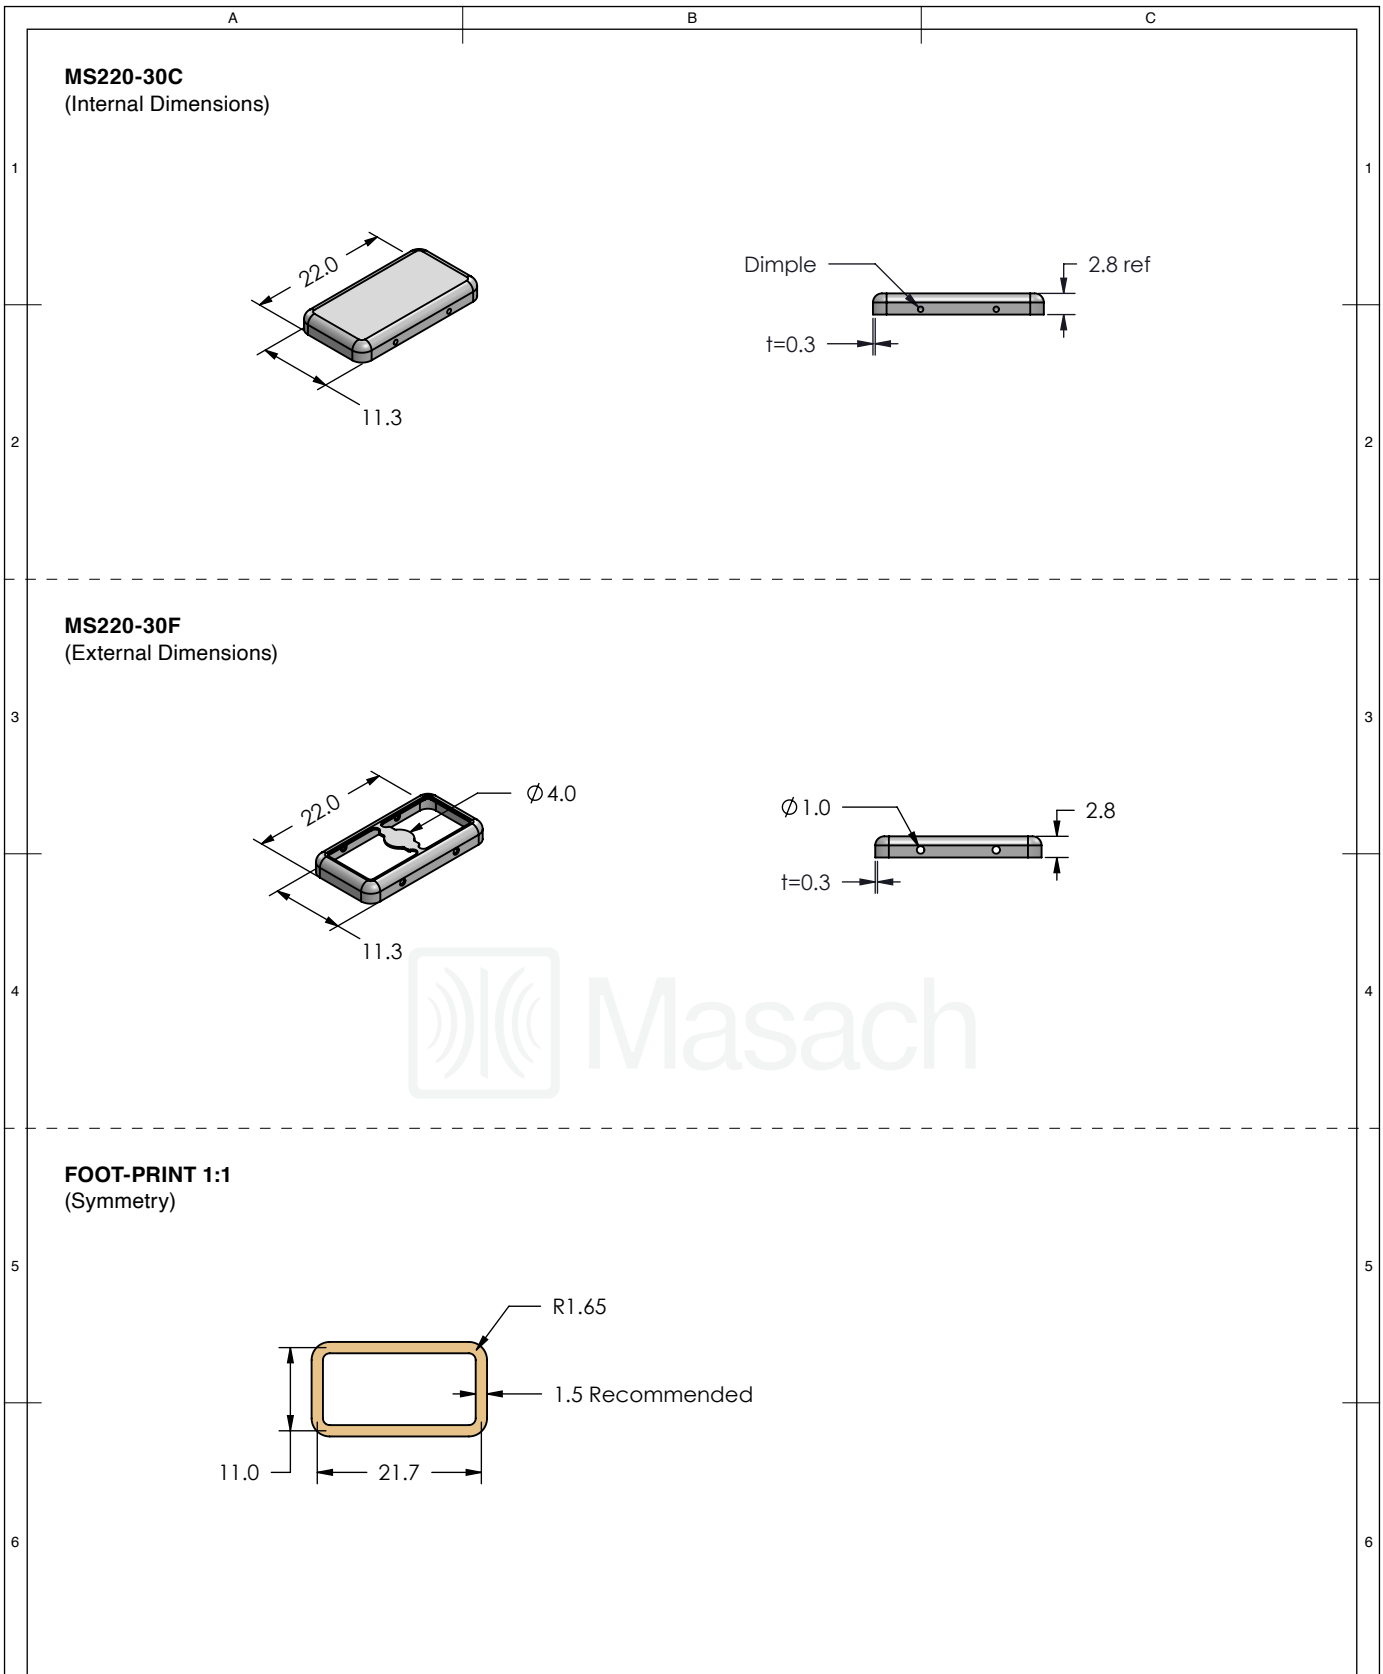 A B C
MS220-30C
(Internal Dimensions)
1 1
22.0
11.3
Dimple
2.8 ref
t=0.3
2 2
MS220-30F
(External Dimensions)
3 3
22.0
Ø4.0
11.3
Ø1.0
2.8
t=0.3
Masach
4 4
FOOT-PRINT 1:1
(Symmetry)
5 5
R1.65
1.5 Recommended
11.0
21.7
6 6